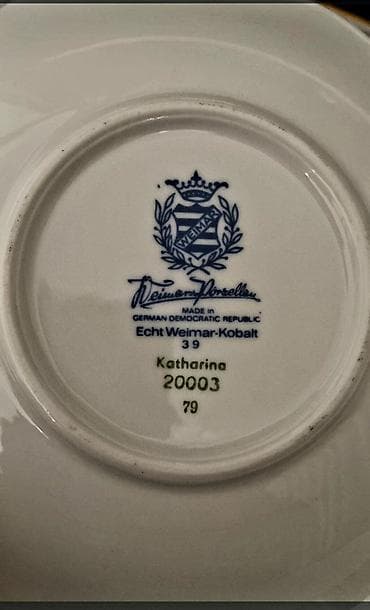 WEIMAR
Weimar Porzellan
MADE in
GERMAN DEMOCRATIC REPUBLIC
Echt Weimar-Kobalt
39
Katharina
20003
79